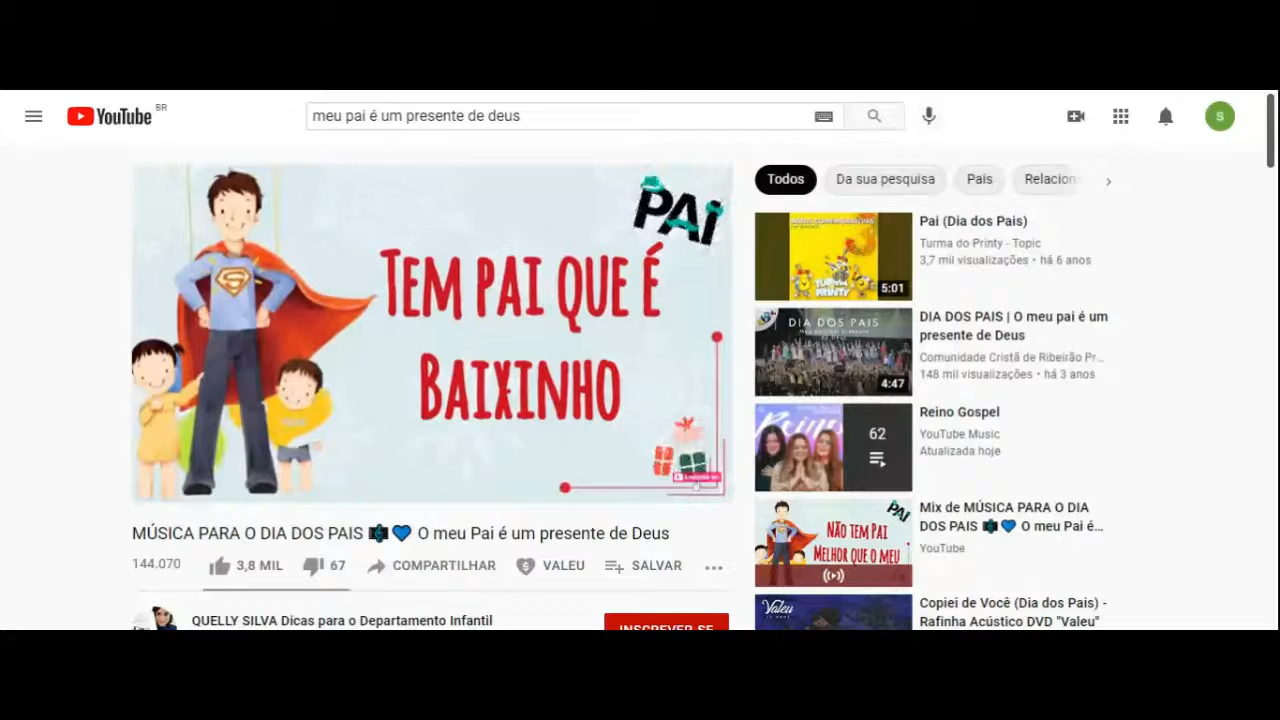 YouTube BR
meu pai é um presente de deus
S
PAi
TEM PAI QUE É
BAIXINHO
MÚSICA PARA O DIA DOS PAIS 🎼💙 O meu Pai é um presente de Deus
144.070
3,8 MIL
67
COMPARTILHAR
VALEU
SALVAR
QUELLY SILVA Dicas para o Departamento Infantil
INSCREVER-SE
Todos
Da sua pesquisa
Pais
Relacion
5:01
Pai (Dia dos Pais)
Turma do Printy - Topic
3,7 mil visualizações • há 6 anos
DIA DOS PAIS
4:47
DIA DOS PAIS | O meu pai é um
presente de Deus
Comunidade Cristã de Ribeirão Pr...
148 mil visualizações • há 3 anos
62
Reino Gospel
YouTube Music
Atualizada hoje
PAi
NÃO TEM PAI
MELHOR QUE O MEU
Mix de MÚSICA PARA O DIA
DOS PAIS 🎼💙 O meu Pai é...
YouTube
Valeu
Copiei de Você (Dia dos Pais) -
Rafinha Acústico DVD "Valeu"